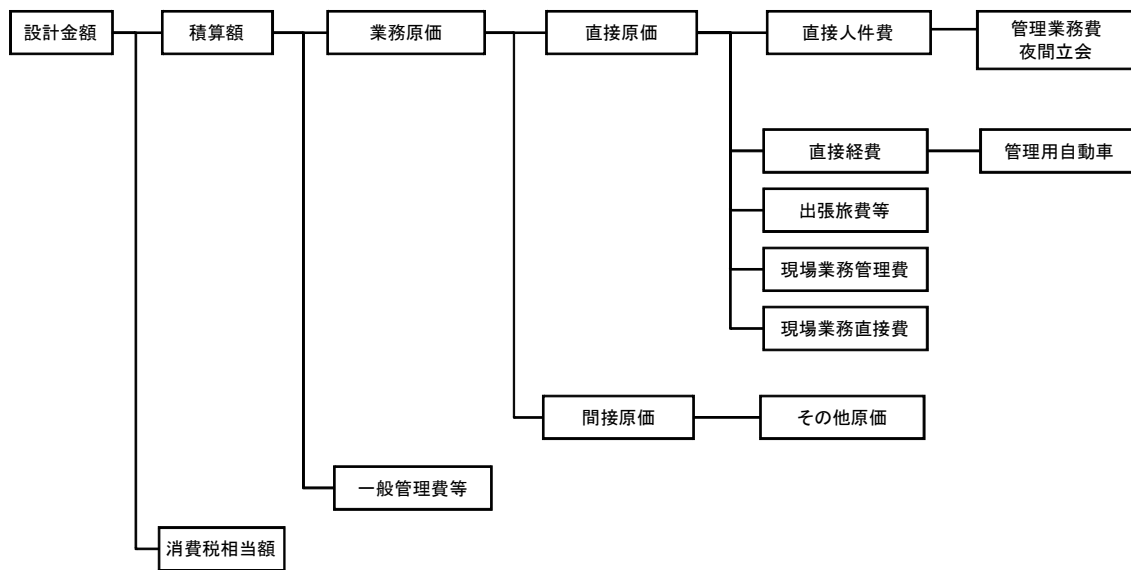 設計金額
積算額
業務原価
直接原価
直接人件費
管理業務費
夜間立会
直接経費
管理用自動車
出張旅費等
現場業務管理費
現場業務直接費
間接原価
その他原価
一般管理費等
消費税相当額